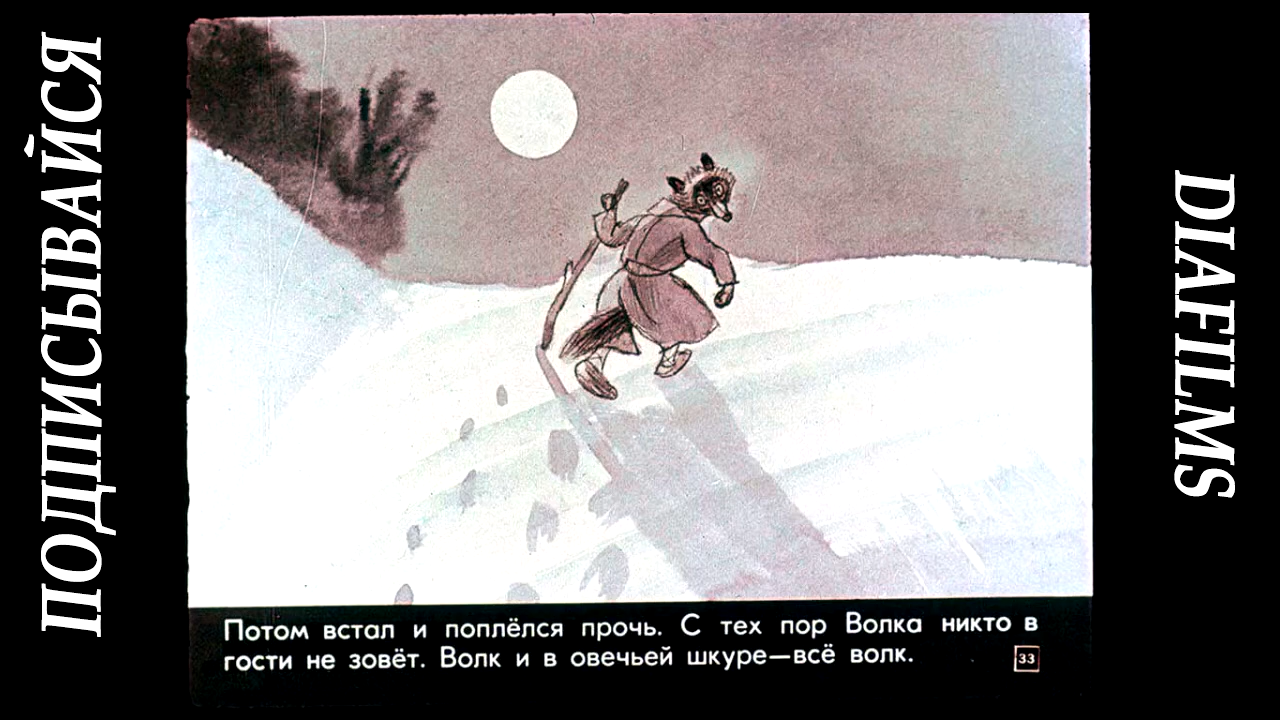 ПОДПИСЫВАЙСЯ
Потом встал и поплёлся прочь. С тех пор Волка никто в
гости не зовёт. Волк и в овечьей шкуре—всё волк.
33
DIAFILMS